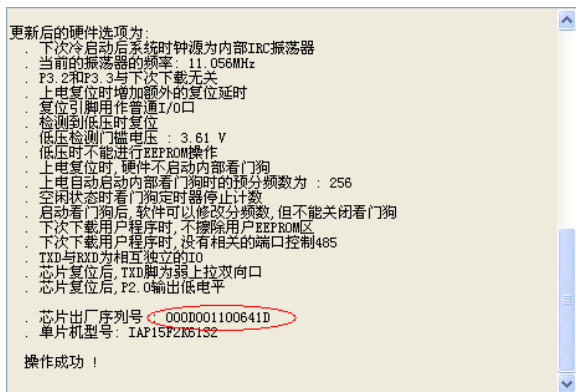 更新后的硬件选项为:
. 下次冷启动后系统时钟源为内部IRC振荡器
. 当前的振荡器的频率: 11.056MHz
. P3.2和P3.3与下次下载无关
. 上电复位时增加额外的复位延时
. 复位引脚用作普通I/O口
. 检测到低压时复位
. 低压检测门槛电压 : 3.61 V
. 低压时不能进行EEPROM操作
. 上电复位时,硬件不启动内部看门狗
. 上电自动启动内部看门狗时的预分频数为 : 256
. 空闲状态时看门狗定时器停止计数
. 启动看门狗后,软件可以修改分频数,但不能关闭看门狗
. 下次下载用户程序时,不擦除用户EEPROM区
. 下次下载用户程序时,没有相关的端口控制485
. TXD与RXD为相互独立的IO
. 芯片复位后,TXD脚为弱上拉双向口
. 芯片复位后,P2.0输出低电平
. 芯片出厂序列号 : 000D001100641D
. 单片机型号: IAP15F2K61S2
操作成功 !